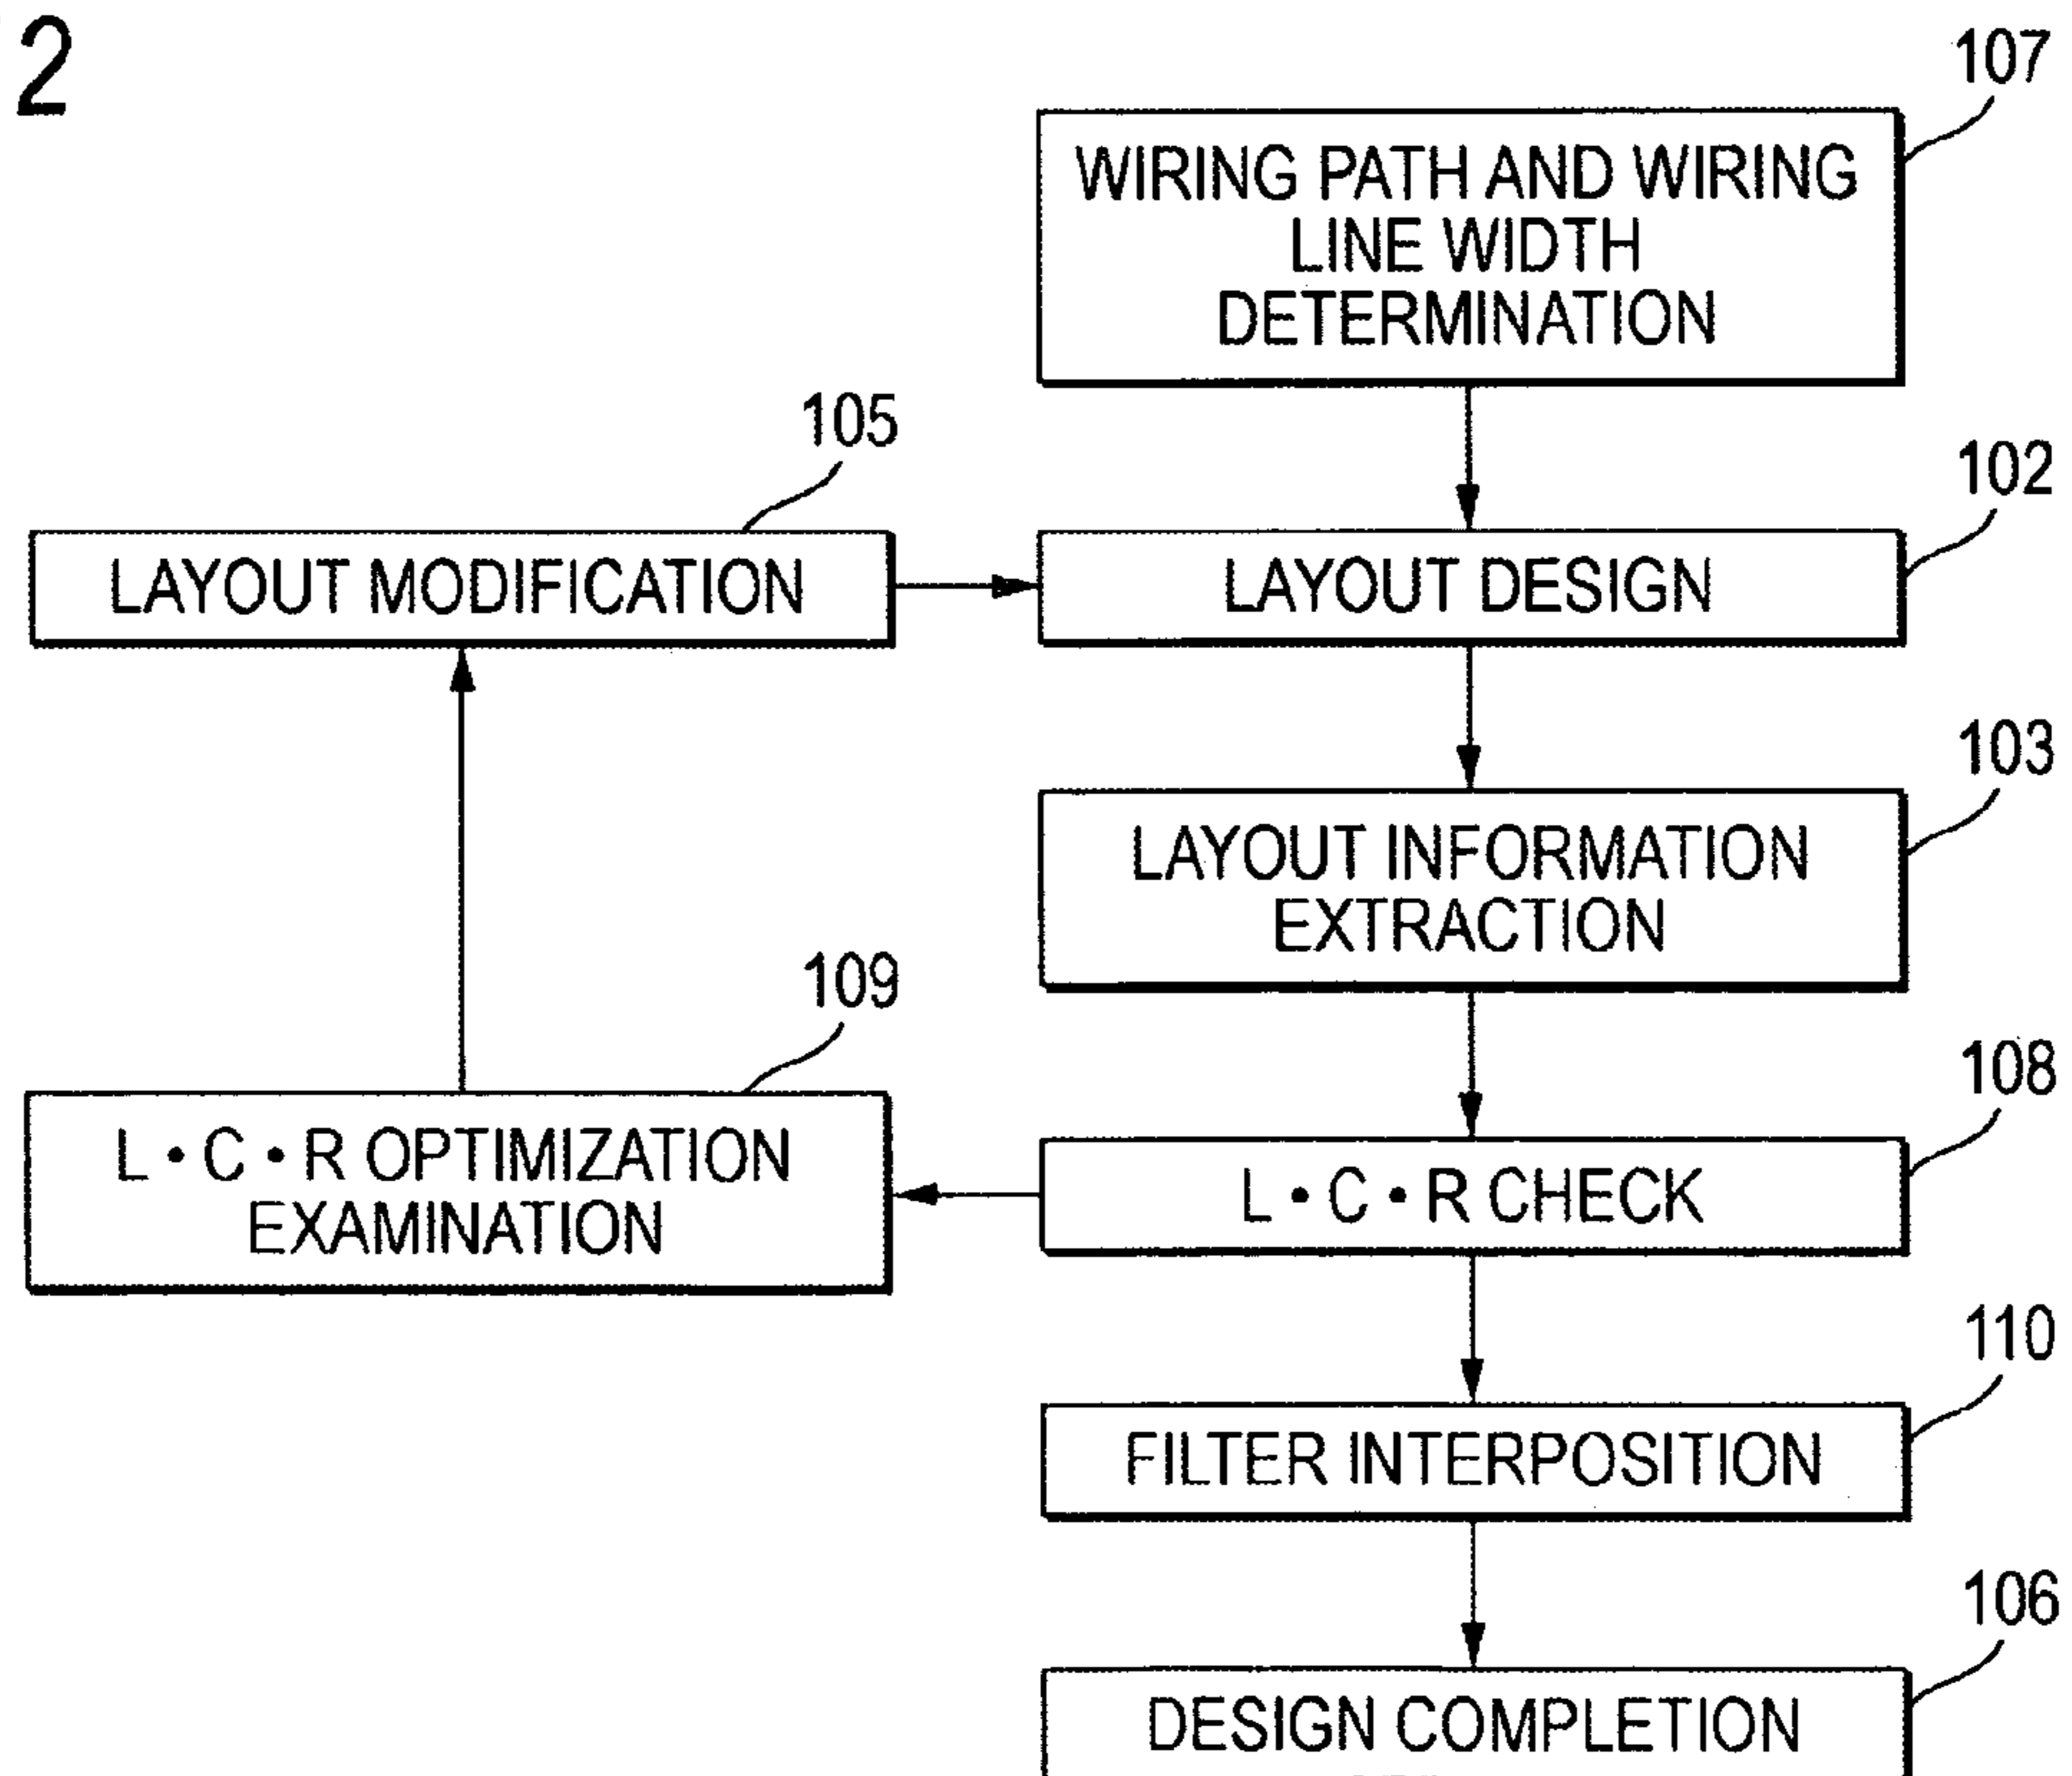 2
107
WIRING PATH AND WIRING
LINE WIDTH
DETERMINATION
105
102
LAYOUT MODIFICATION
LAYOUT DESIGN
103
LAYOUT INFORMATION
EXTRACTION
109
108
L・C・R OPTIMIZATION
EXAMINATION
L・C・R CHECK
110
FILTER INTERPOSITION
106
DESIGN COMPLETION